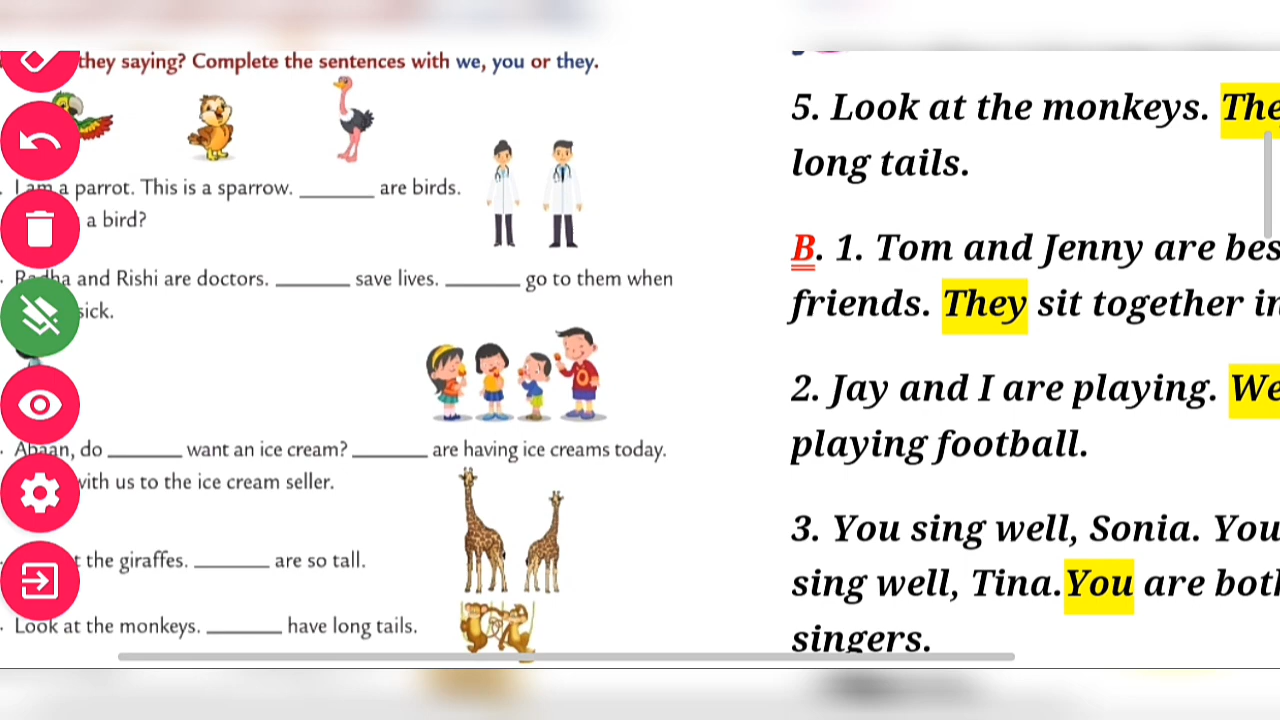 they saying? Complete the sentences with we, you or they.
I am a parrot. This is a sparrow. ________ are birds.
a bird?
Radha and Rishi are doctors. ________ save lives. ________ go to them when
sick.
Abaan, do ________ want an ice cream? ________ are having ice creams today.
with us to the ice cream seller.
the giraffes. ________ are so tall.
Look at the monkeys. ________ have long tails.
5. Look at the monkeys. The
long tails.
B. 1. Tom and Jenny are bes
friends. They sit together in
2. Jay and I are playing. We
playing football.
3. You sing well, Sonia. You
sing well, Tina. You are both
singers.